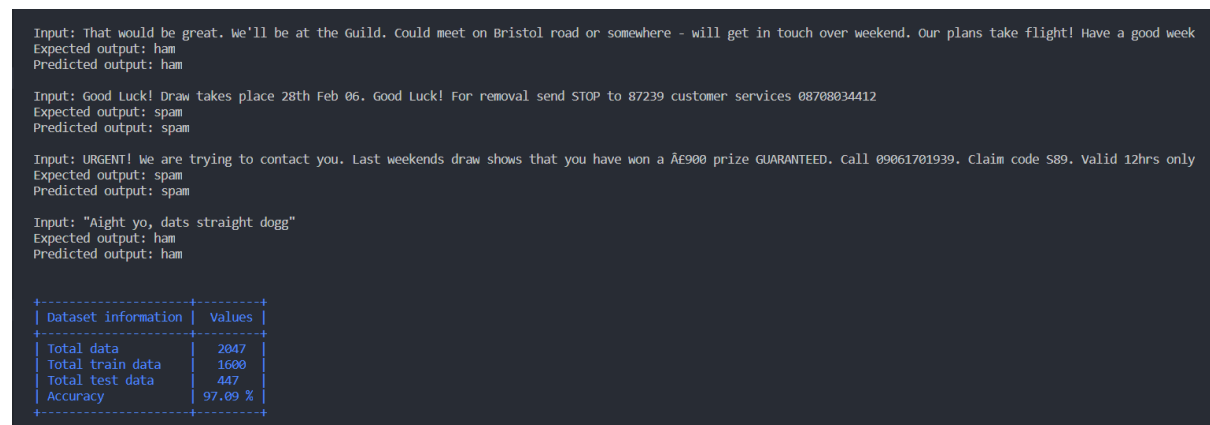 Input: That would be great. We'll be at the Guild. Could meet on Bristol road or somewhere - will get in touch over weekend. Our plans take flight! Have a good week
Expected output: ham
Predicted output: ham
Input: Good Luck! Draw takes place 28th Feb 06. Good Luck! For removal send STOP to 87239 customer services 08708034412
Expected output: spam
Predicted output: spam
Input: URGENT! We are trying to contact you. Last weekends draw shows that you have won a Â£900 prize GUARANTEED. Call 09061701939. Claim code S89. Valid 12hrs only
Expected output: spam
Predicted output: spam
Input: "Aight yo, dats straight dogg"
Expected output: ham
Predicted output: ham
+---------------------+---------+
| Dataset information | Values |
+---------------------+---------+
| Total data | 2047 |
| Total train data | 1600 |
| Total test data | 447 |
| Accuracy | 97.09 % |
+---------------------+---------+